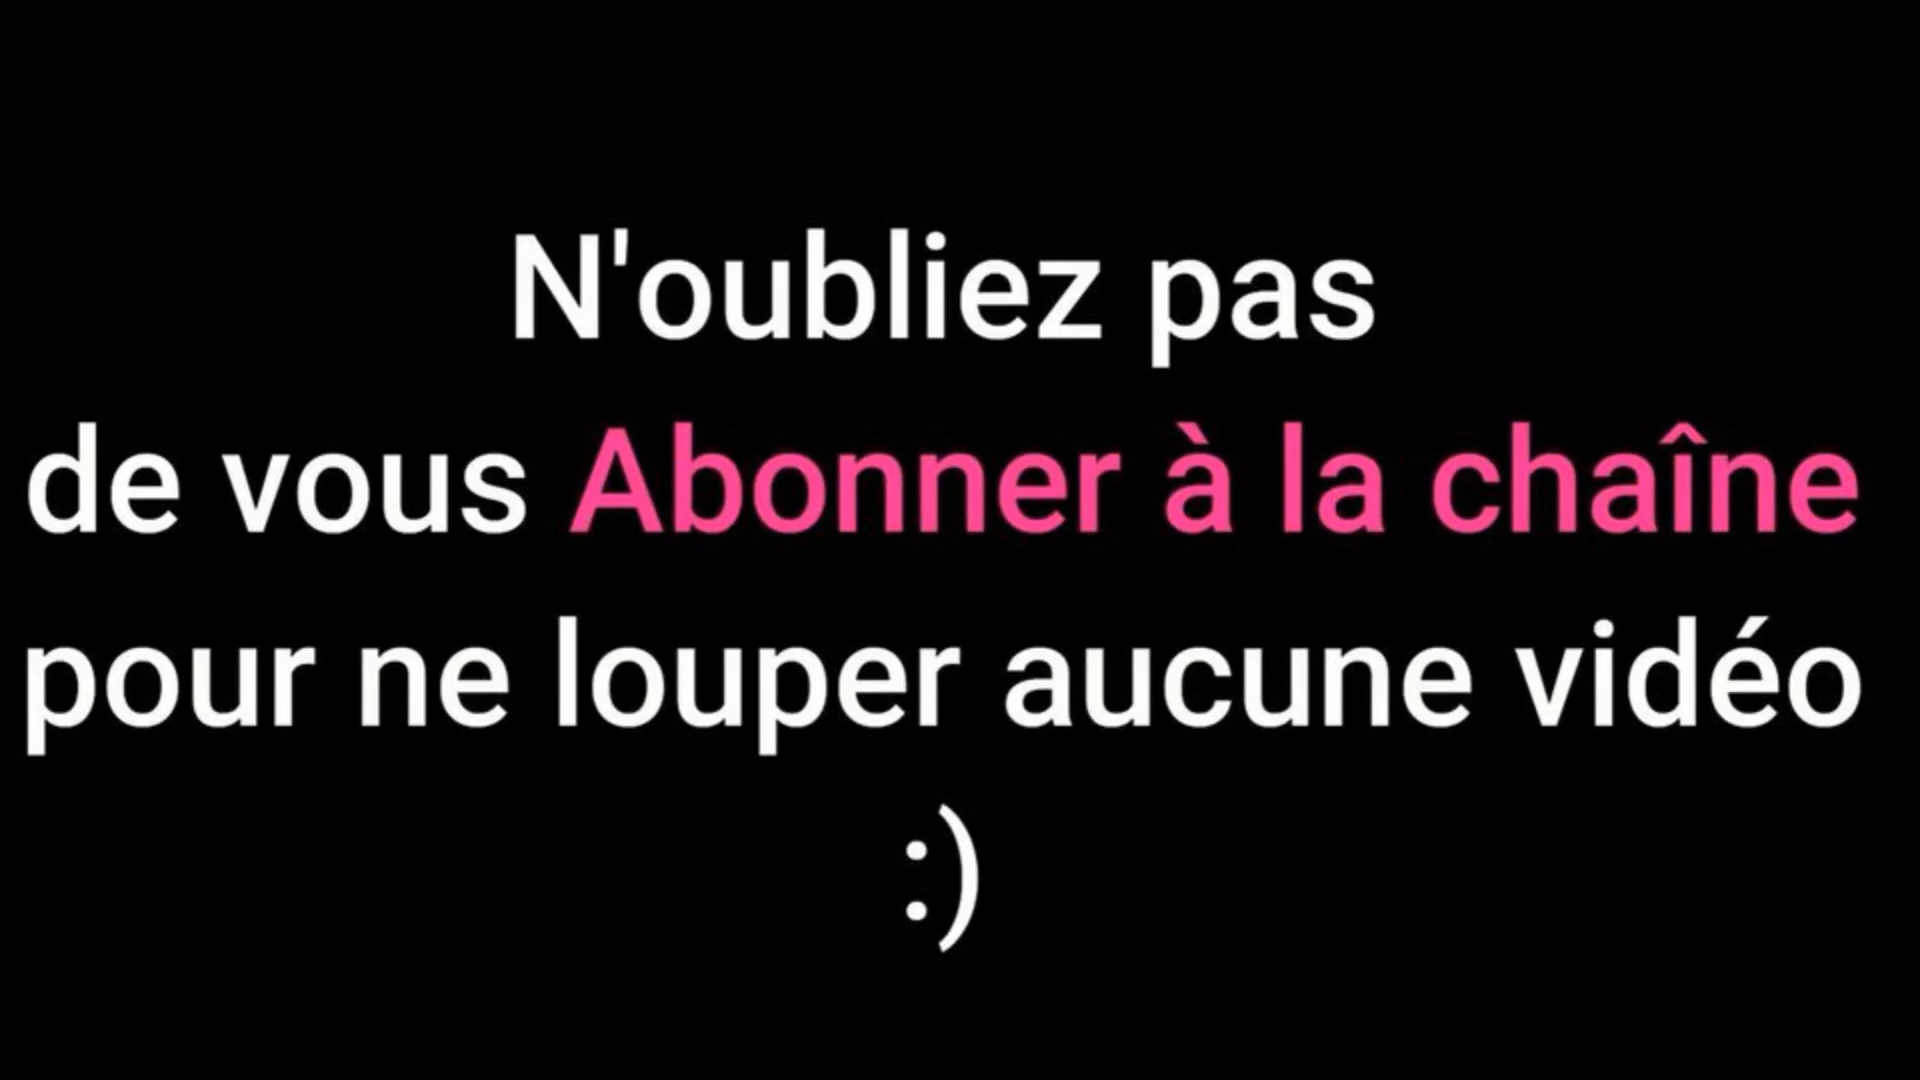 N'oubliez pas
de vous Abonner à la chaîne
pour ne louper aucune vidéo
:)